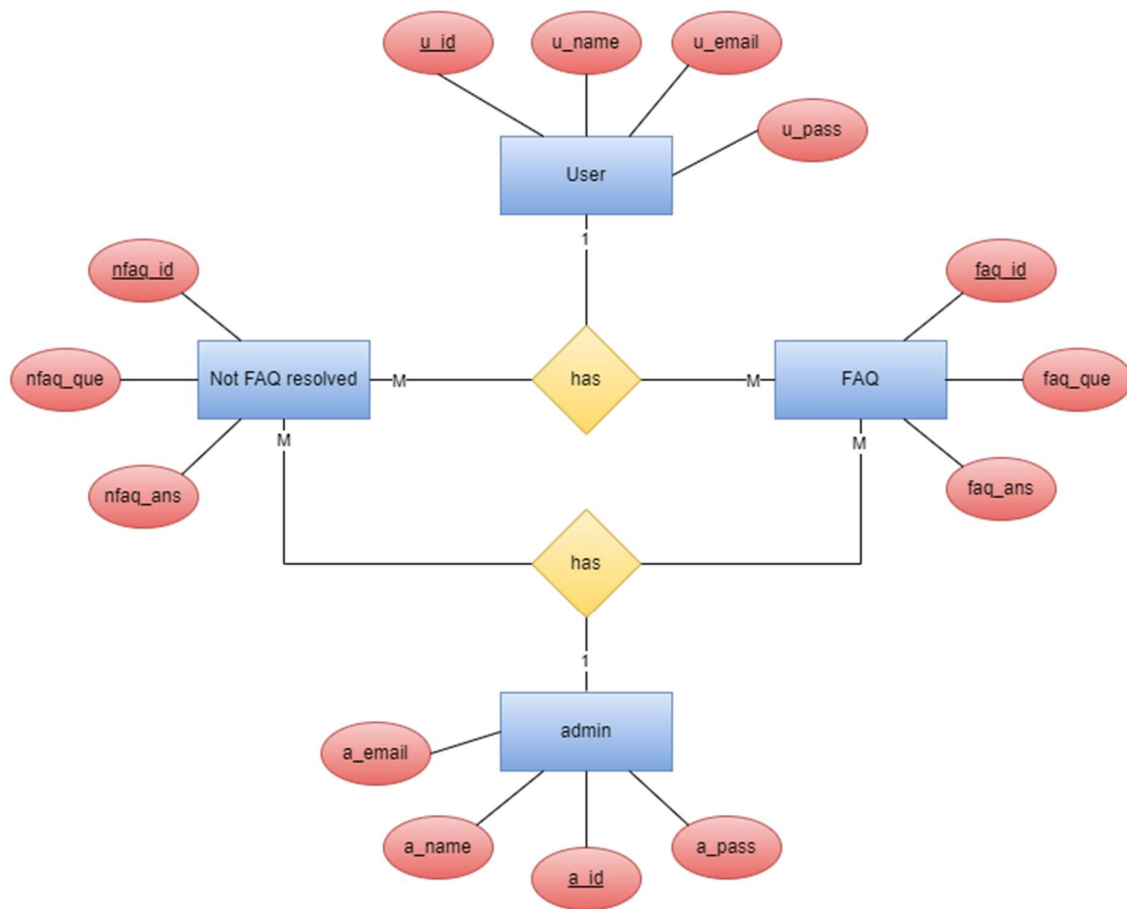 u_id
u_name
u_email
u_pass
User
1
nfaq_id
faq_id
nfaq_que
Not FAQ resolved
M
has
M
FAQ
faq_que
M
M
nfaq_ans
faq_ans
has
1
admin
a_email
a_name
a_id
a_pass